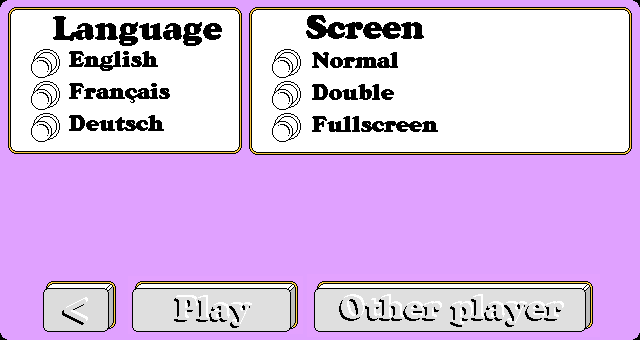 Language
English
Français
Deutsch
Screen
Normal
Double
Fullscreen
< Play Other player